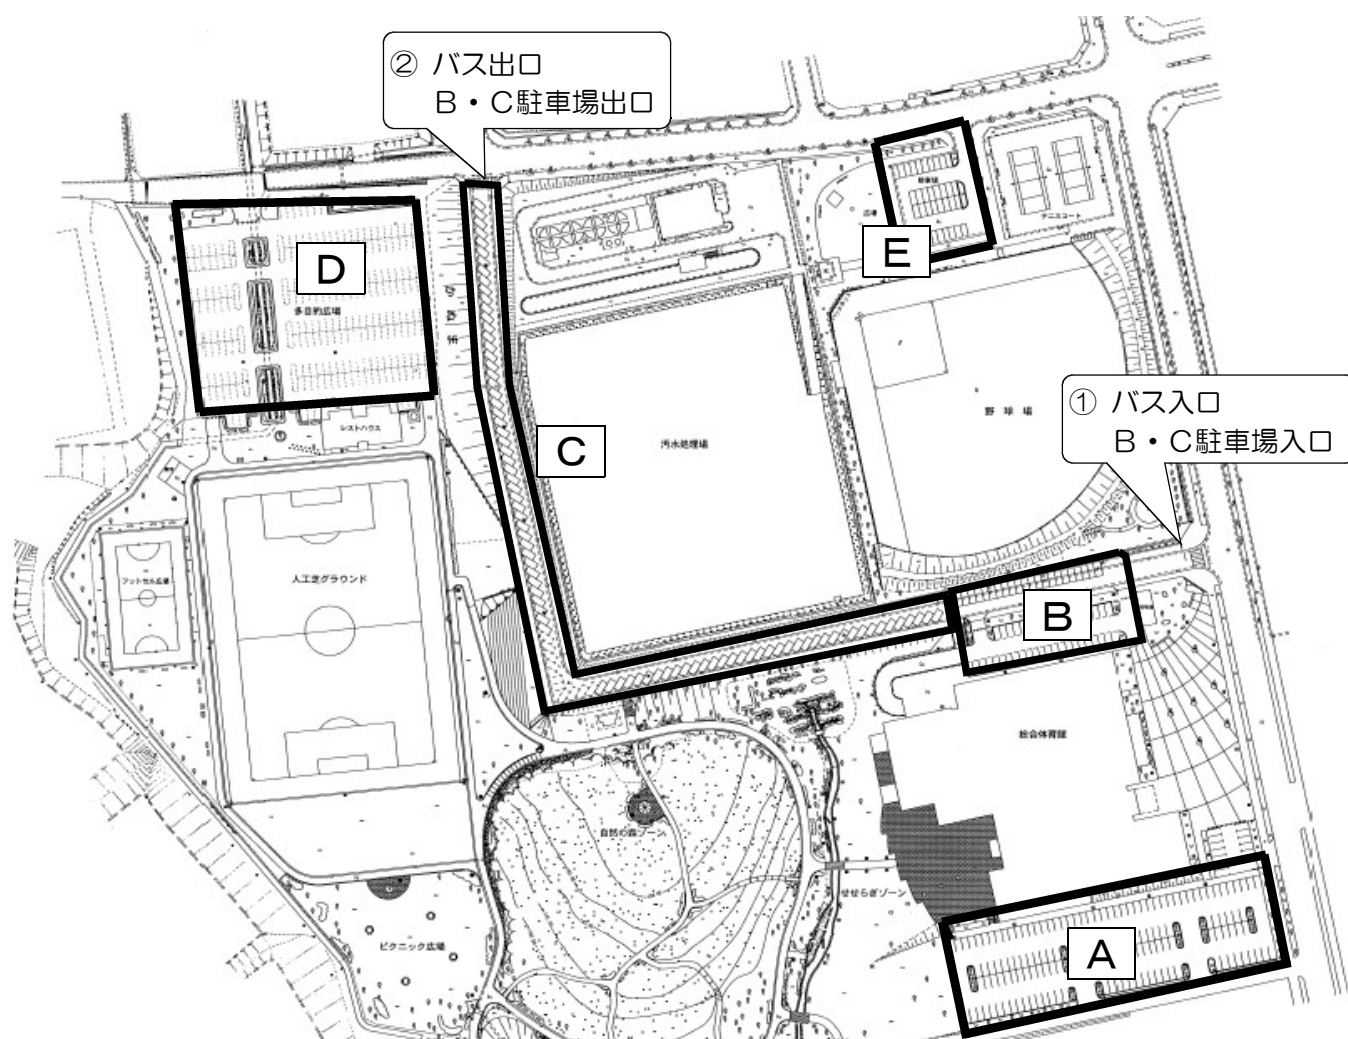 ② バス出口
B・C駐車場出口
駐車場
E
広場
テニスコート
D
多目的広場
① バス入口
B・C駐車場入口
野球場
レストハウス
C
汚水処理場
人工芝グラウンド
フットサル広場
B
総合体育館
自然の森ゾーン
せせらぎゾーン
ピクニック広場
A